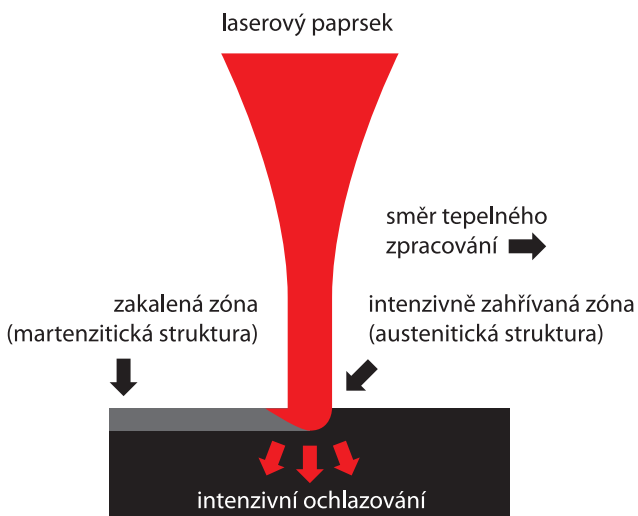 laserový paprsek
směr tepelného
zpracování
zakalená zóna
(martenzitická struktura)
intenzivně zahřívaná zóna
(austenitická struktura)
intenzivní ochlazování